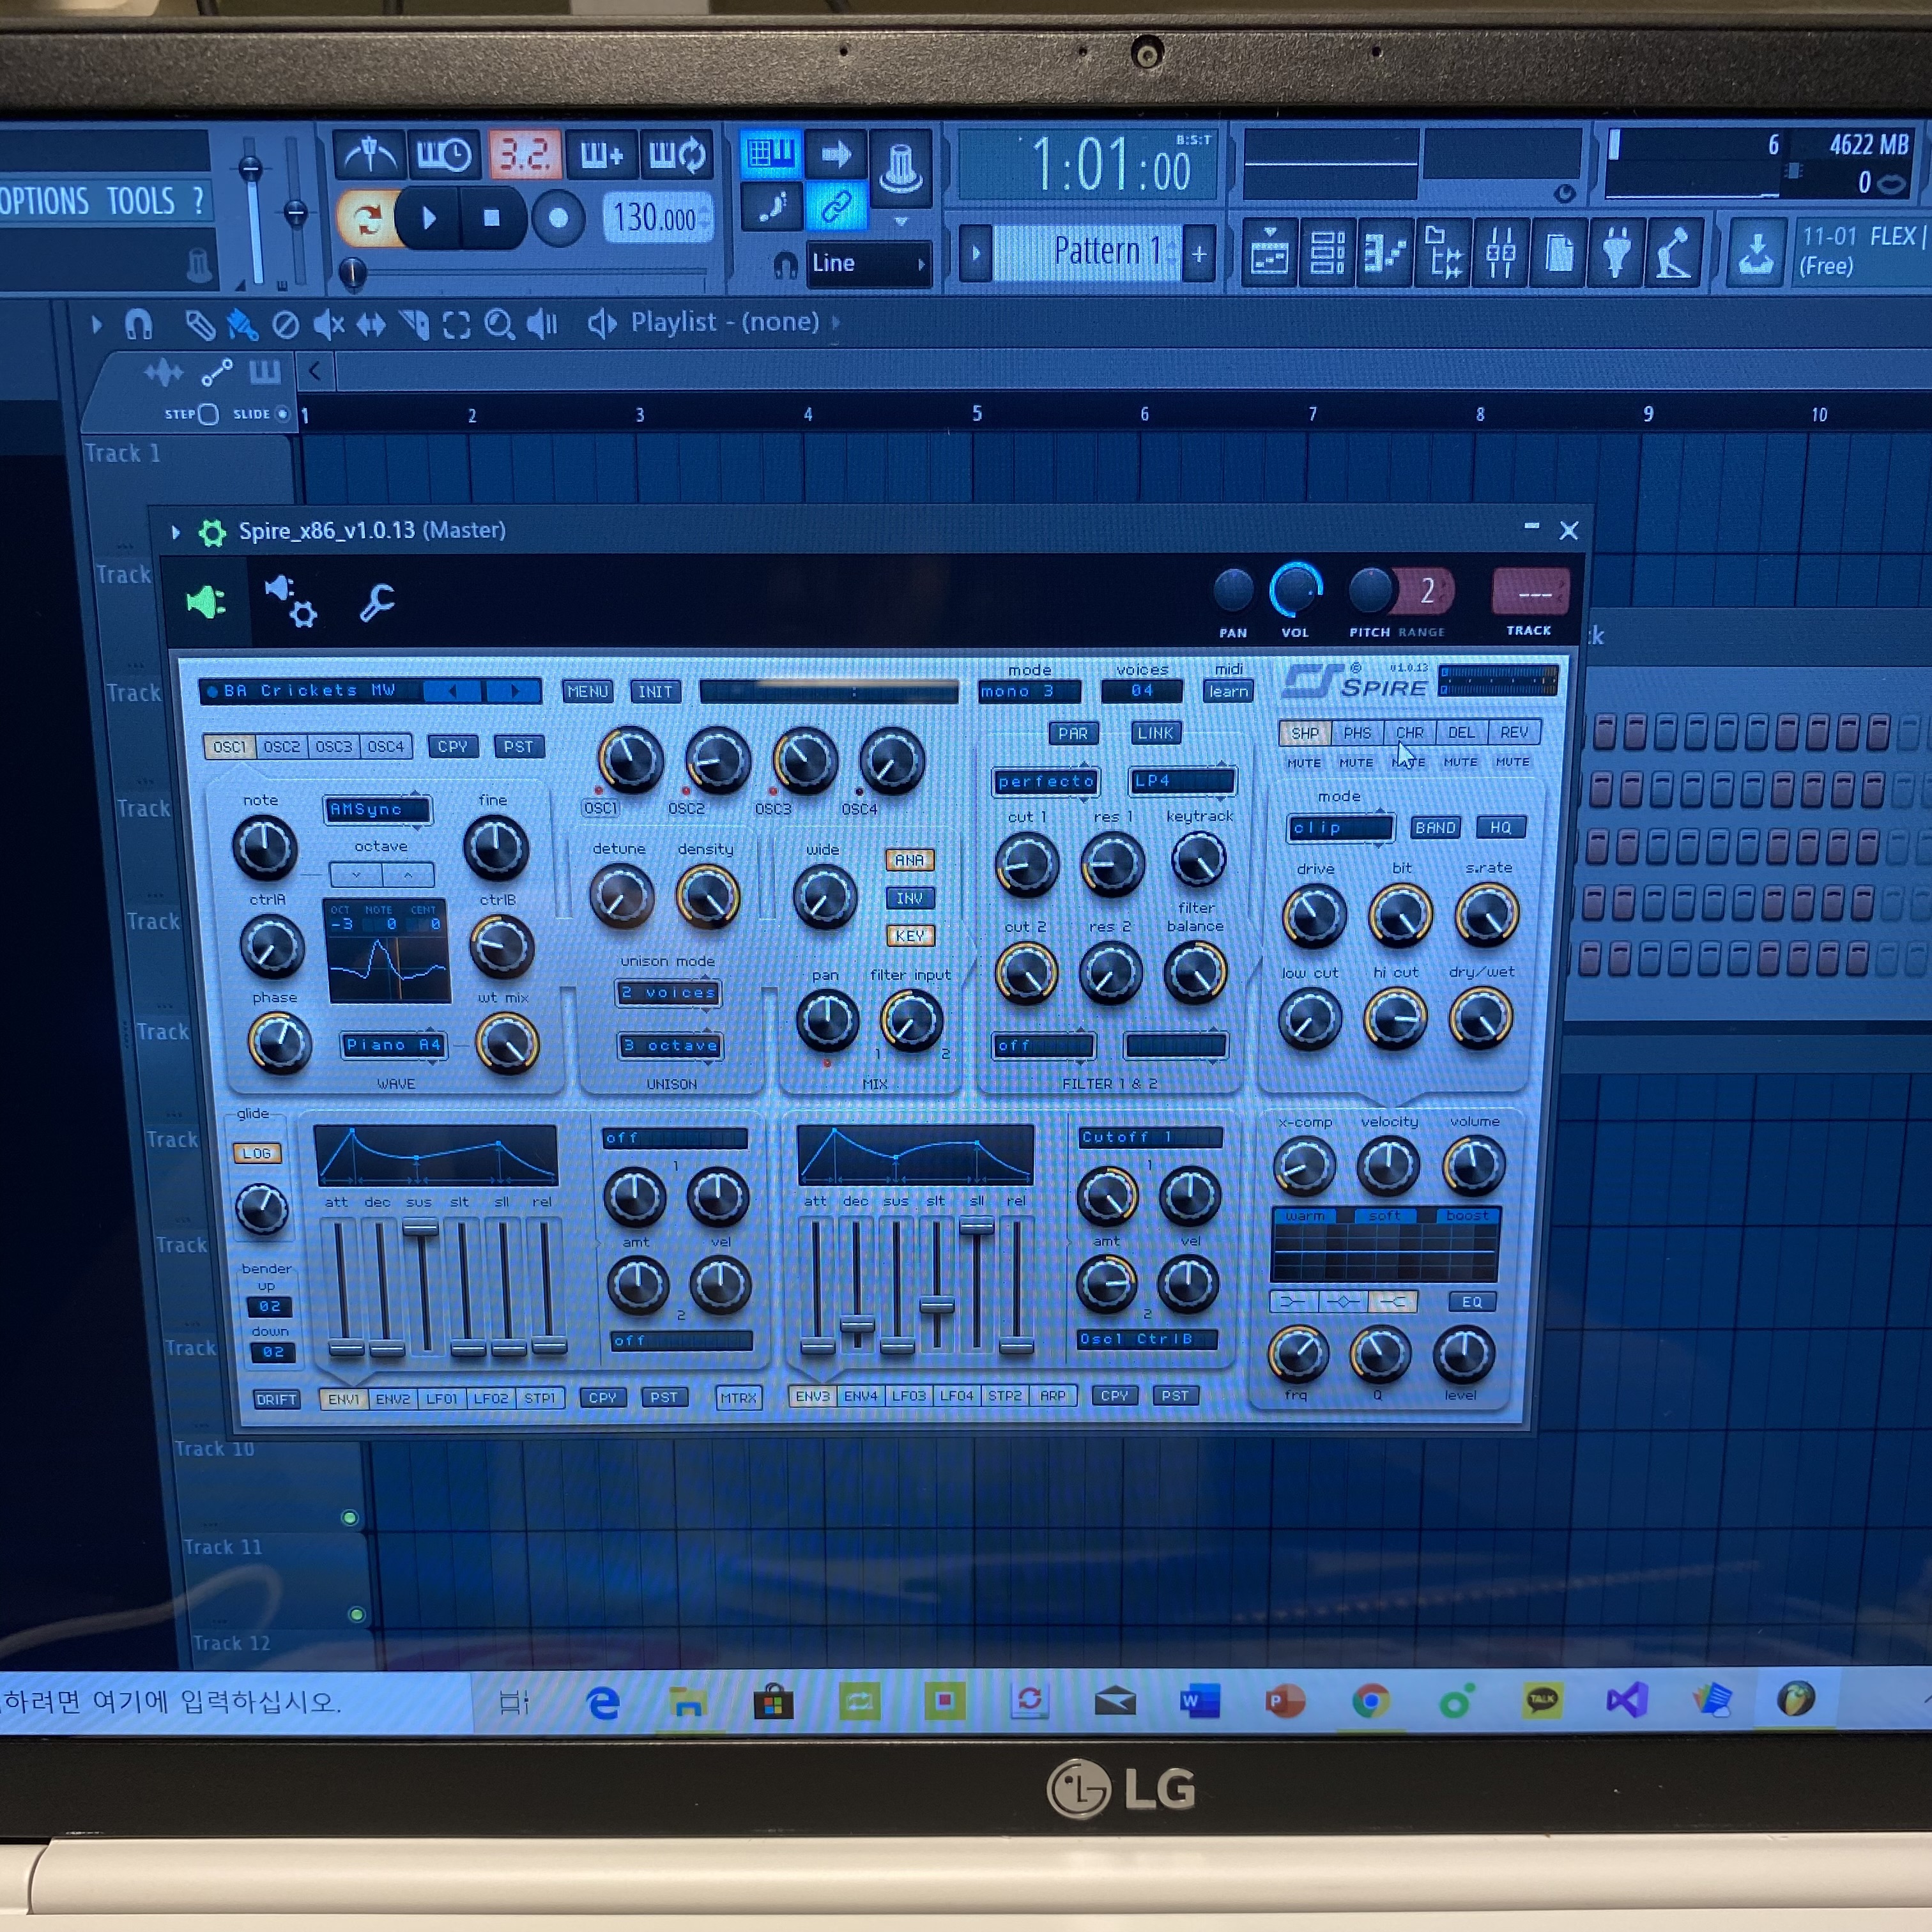 3.2.
1:01:00
B:S:T
6
4622 MB
0
OPTIONS TOOLS ?
130.000
Line
Pattern 1
+
11-01 FLEX |
(Free)
Playlist - (none)
STEP
SLIDE
1 2 3 4 5 6 7 8 9 10
Track 1
Track
Track
Track
Track
Track
Track
Track
Track
Track 10
Track 11
Track 12
Spire_x86_v1.0.13 (Master)
2
---
PAN
VOL
PITCH RANGE
TRACK
BA Crickets MW
MENU
INIT
:
mode
mono 3
voices
04
midi
learn
v1.0.13
SPIRE
OSC1 OSC2 OSC3 OSC4
CPY
PST
OSC1
OSC2
OSC3
OSC4
PAR
LINK
SHP PHS CHR DEL REV
MUTE MUTE MUTE MUTE MUTE
note
AMSync
fine
octave
ctrlA
ctrlB
OCT NOTE CENT
-3 0 0
phase
wt mix
Piano A4
WAVE
detune
density
unison mode
2 voices
3 octave
UNISON
wide
ANA
INV
KEY
pan
filter input
1
2
MIX
perfecto
LP4
cut 1
res 1
keytrack
cut 2
res 2
filter
balance
off
FILTER 1 & 2
mode
clip
BAND
HQ
drive
bit
s.rate
low cut
hi cut
dry/wet
glide
LOG
bender
up
02
down
02
DRIFT
att dec sus slt sll rel
off
1
amt
vel
2
off
ENV1 ENV2 LFO1 LFO2 STP1
CPY
PST
MTRX
att dec sus slt sll rel
Cutoff 1
1
amt
vel
2
Osc1 CtrlB
ENV3 ENV4 LFO3 LFO4 STP2 ARP
CPY
PST
x-comp
velocity
volume
warm
soft
boost
EQ
frq
Q
level
하려면 여기에 입력하십시오.
W
P
TALK
LG